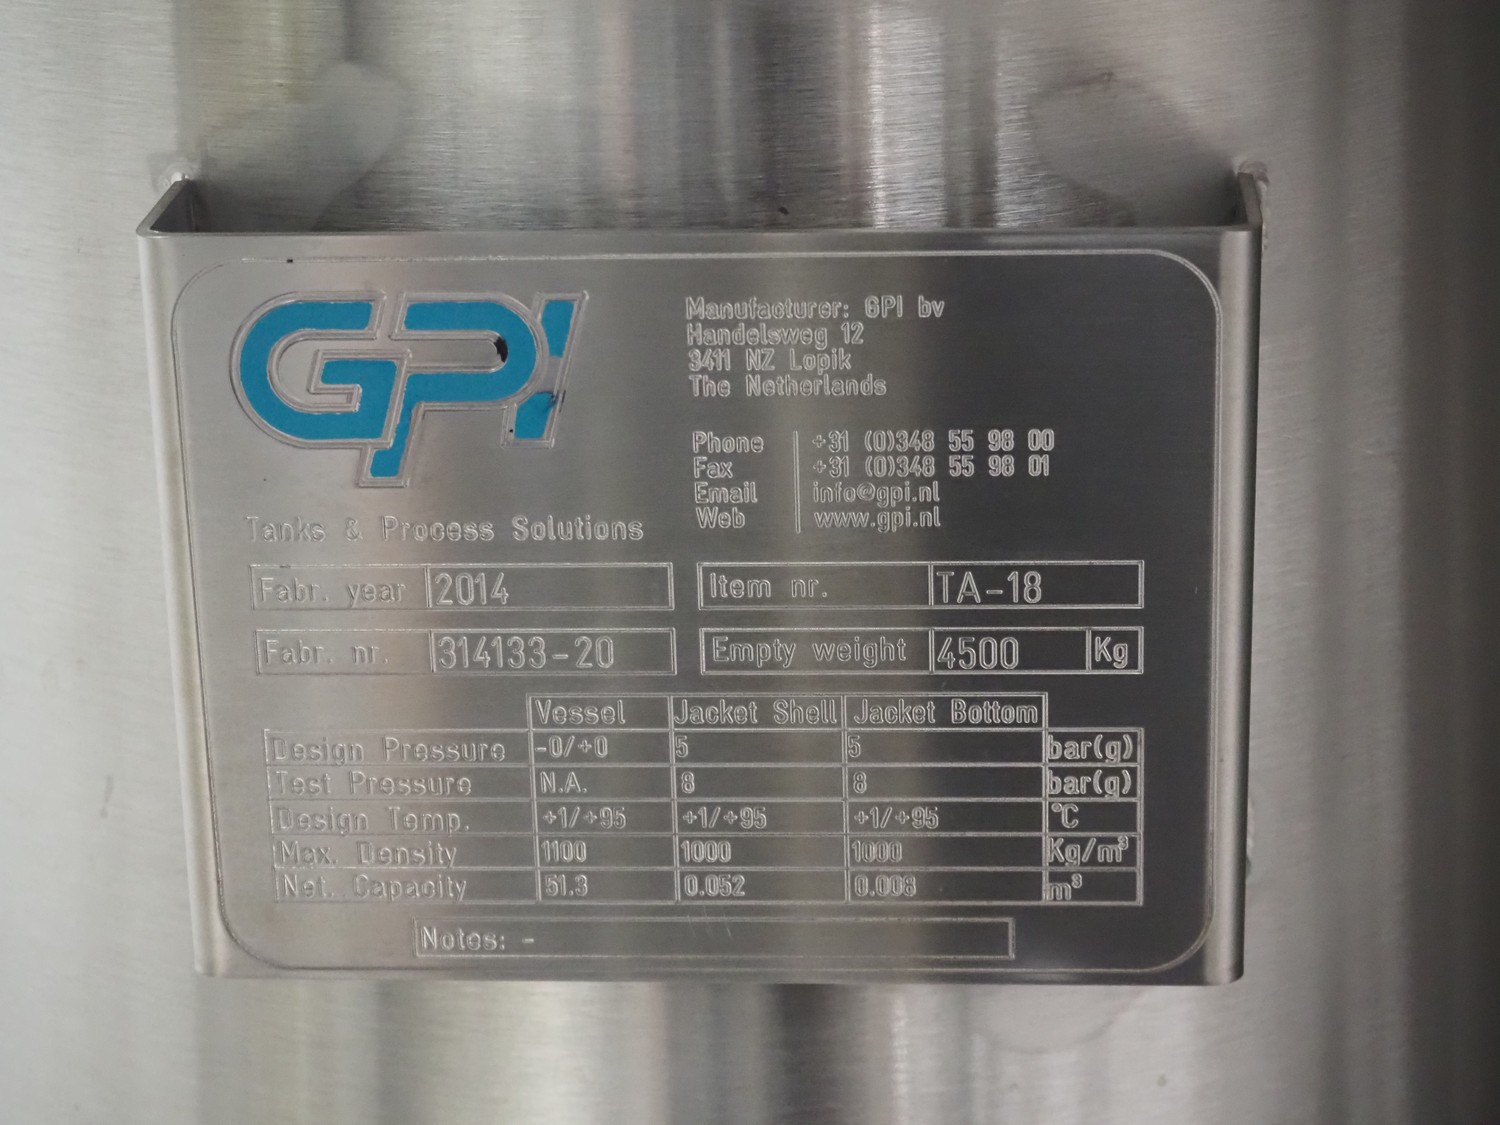 GPI
Tanks & Process Solutions
Manufacturer: GPI bv
Handelsweg 12
3411 NZ Lopik
The Netherlands
Phone +31 (0)348 55 98 00
Fax +31 (0)348 55 98 01
Email info@gpi.nl
Web www.gpi.nl
Fabr. year 2014 Item nr. TA-18
Fabr. nr. 314133-20 Empty weight 4500 Kg
Vessel Jacket Shell Jacket Bottom
Design Pressure -0/+0 5 5 bar(g)
Test Pressure N.A. 8 8 bar(g)
Design Temp. +1/+95 +1/+95 +1/+95 °C
Max. Density 1100 1000 1000 Kg/m³
Net. Capacity 51.3 0.052 0.008 m³
Notes: -